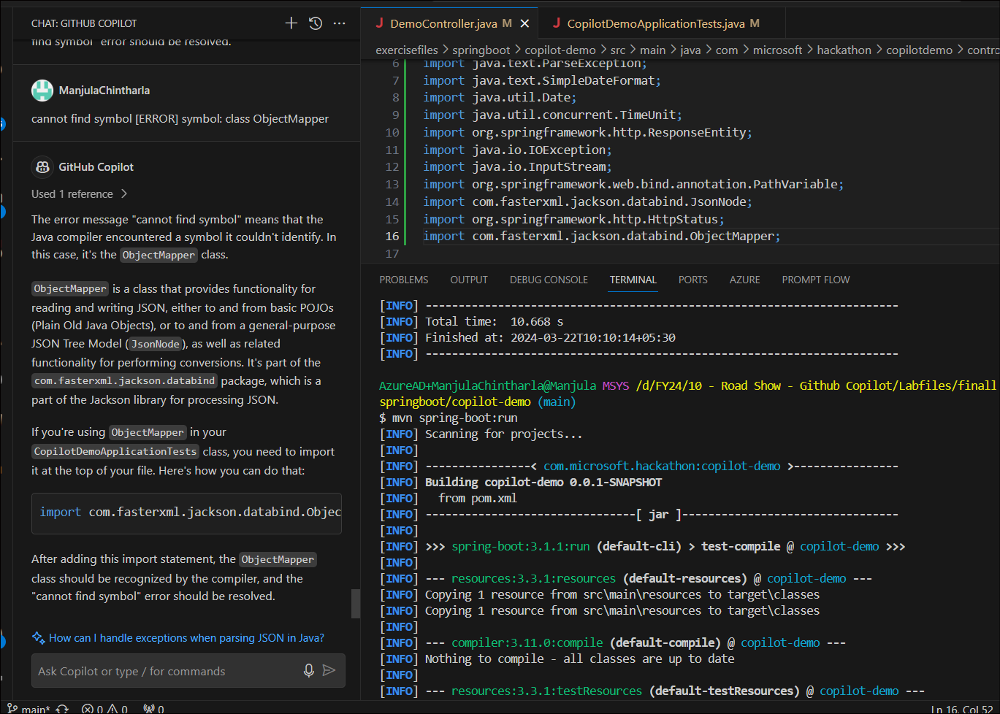 CHAT: GITHUB COPILOT
find symbol" error should be resolved.
ManjulaChintharla
cannot find symbol [ERROR] symbol: class ObjectMapper
GitHub Copilot
Used 1 reference
The error message "cannot find symbol" means that the
Java compiler encountered a symbol it couldn't identify. In
this case, it's the ObjectMapper class.
ObjectMapper is a class that provides functionality for
reading and writing JSON, either to and from basic POJOs
(Plain Old Java Objects), or to and from a general-purpose
JSON Tree Model (JsonNode), as well as related
functionality for performing conversions. It's part of the
com.fasterxml.jackson.databind package, which is a
part of the Jackson library for processing JSON.
If you're using ObjectMapper in your
CopilotDemoApplicationTests class, you need to import
it at the top of your file. Here's how you can do that:
import com.fasterxml.jackson.databind.Objec
After adding this import statement, the ObjectMapper
class should be recognized by the compiler, and the
"cannot find symbol" error should be resolved.
How can I handle exceptions when parsing JSON in Java?
Ask Copilot or type / for commands
J DemoController.java M
J CopilotDemoApplicationTests.java M
exercisefiles > springboot > copilot-demo > src > main > java > com > microsoft > hackathon > copilotdemo > contro
6 import java.text.ParseException;
7 import java.text.SimpleDateFormat;
8 import java.util.Date;
9 import java.util.concurrent.TimeUnit;
10 import org.springframework.http.ResponseEntity;
11 import java.io.IOException;
12 import java.io.InputStream;
13 import org.springframework.web.bind.annotation.PathVariable;
14 import com.fasterxml.jackson.databind.JsonNode;
15 import org.springframework.http.HttpStatus;
16 import com.fasterxml.jackson.databind.ObjectMapper;
17
PROBLEMS OUTPUT DEBUG CONSOLE TERMINAL PORTS AZURE PROMPT FLOW
[INFO] ------------------------------------------------------------------------
[INFO] Total time:  10.668 s
[INFO] Finished at: 2024-03-22T10:10:14+05:30
[INFO] ------------------------------------------------------------------------
AzureAD+ManjulaChintharla@Manjula MSYS /d/FY24/10 - Road Show - Github Copilot/Labfiles/finall
springboot/copilot-demo (main)
$ mvn spring-boot:run
[INFO] Scanning for projects...
[INFO]
[INFO] ----------------< com.microsoft.hackathon:copilot-demo >----------------
[INFO] Building copilot-demo 0.0.1-SNAPSHOT
[INFO]   from pom.xml
[INFO] --------------------------------[ jar ]---------------------------------
[INFO]
[INFO] >>> spring-boot:3.1.1:run (default-cli) > test-compile @ copilot-demo >>>
[INFO]
[INFO] --- resources:3.3.1:resources (default-resources) @ copilot-demo ---
[INFO] Copying 1 resource from src\main\resources to target\classes
[INFO] Copying 1 resource from src\main\resources to target\classes
[INFO]
[INFO] --- compiler:3.11.0:compile (default-compile) @ copilot-demo ---
[INFO] Nothing to compile - all classes are up to date
[INFO]
[INFO] --- resources:3.3.1:testResources (default-testResources) @ copilot-demo ---
main* 0 0 0
Ln 16, Col 52